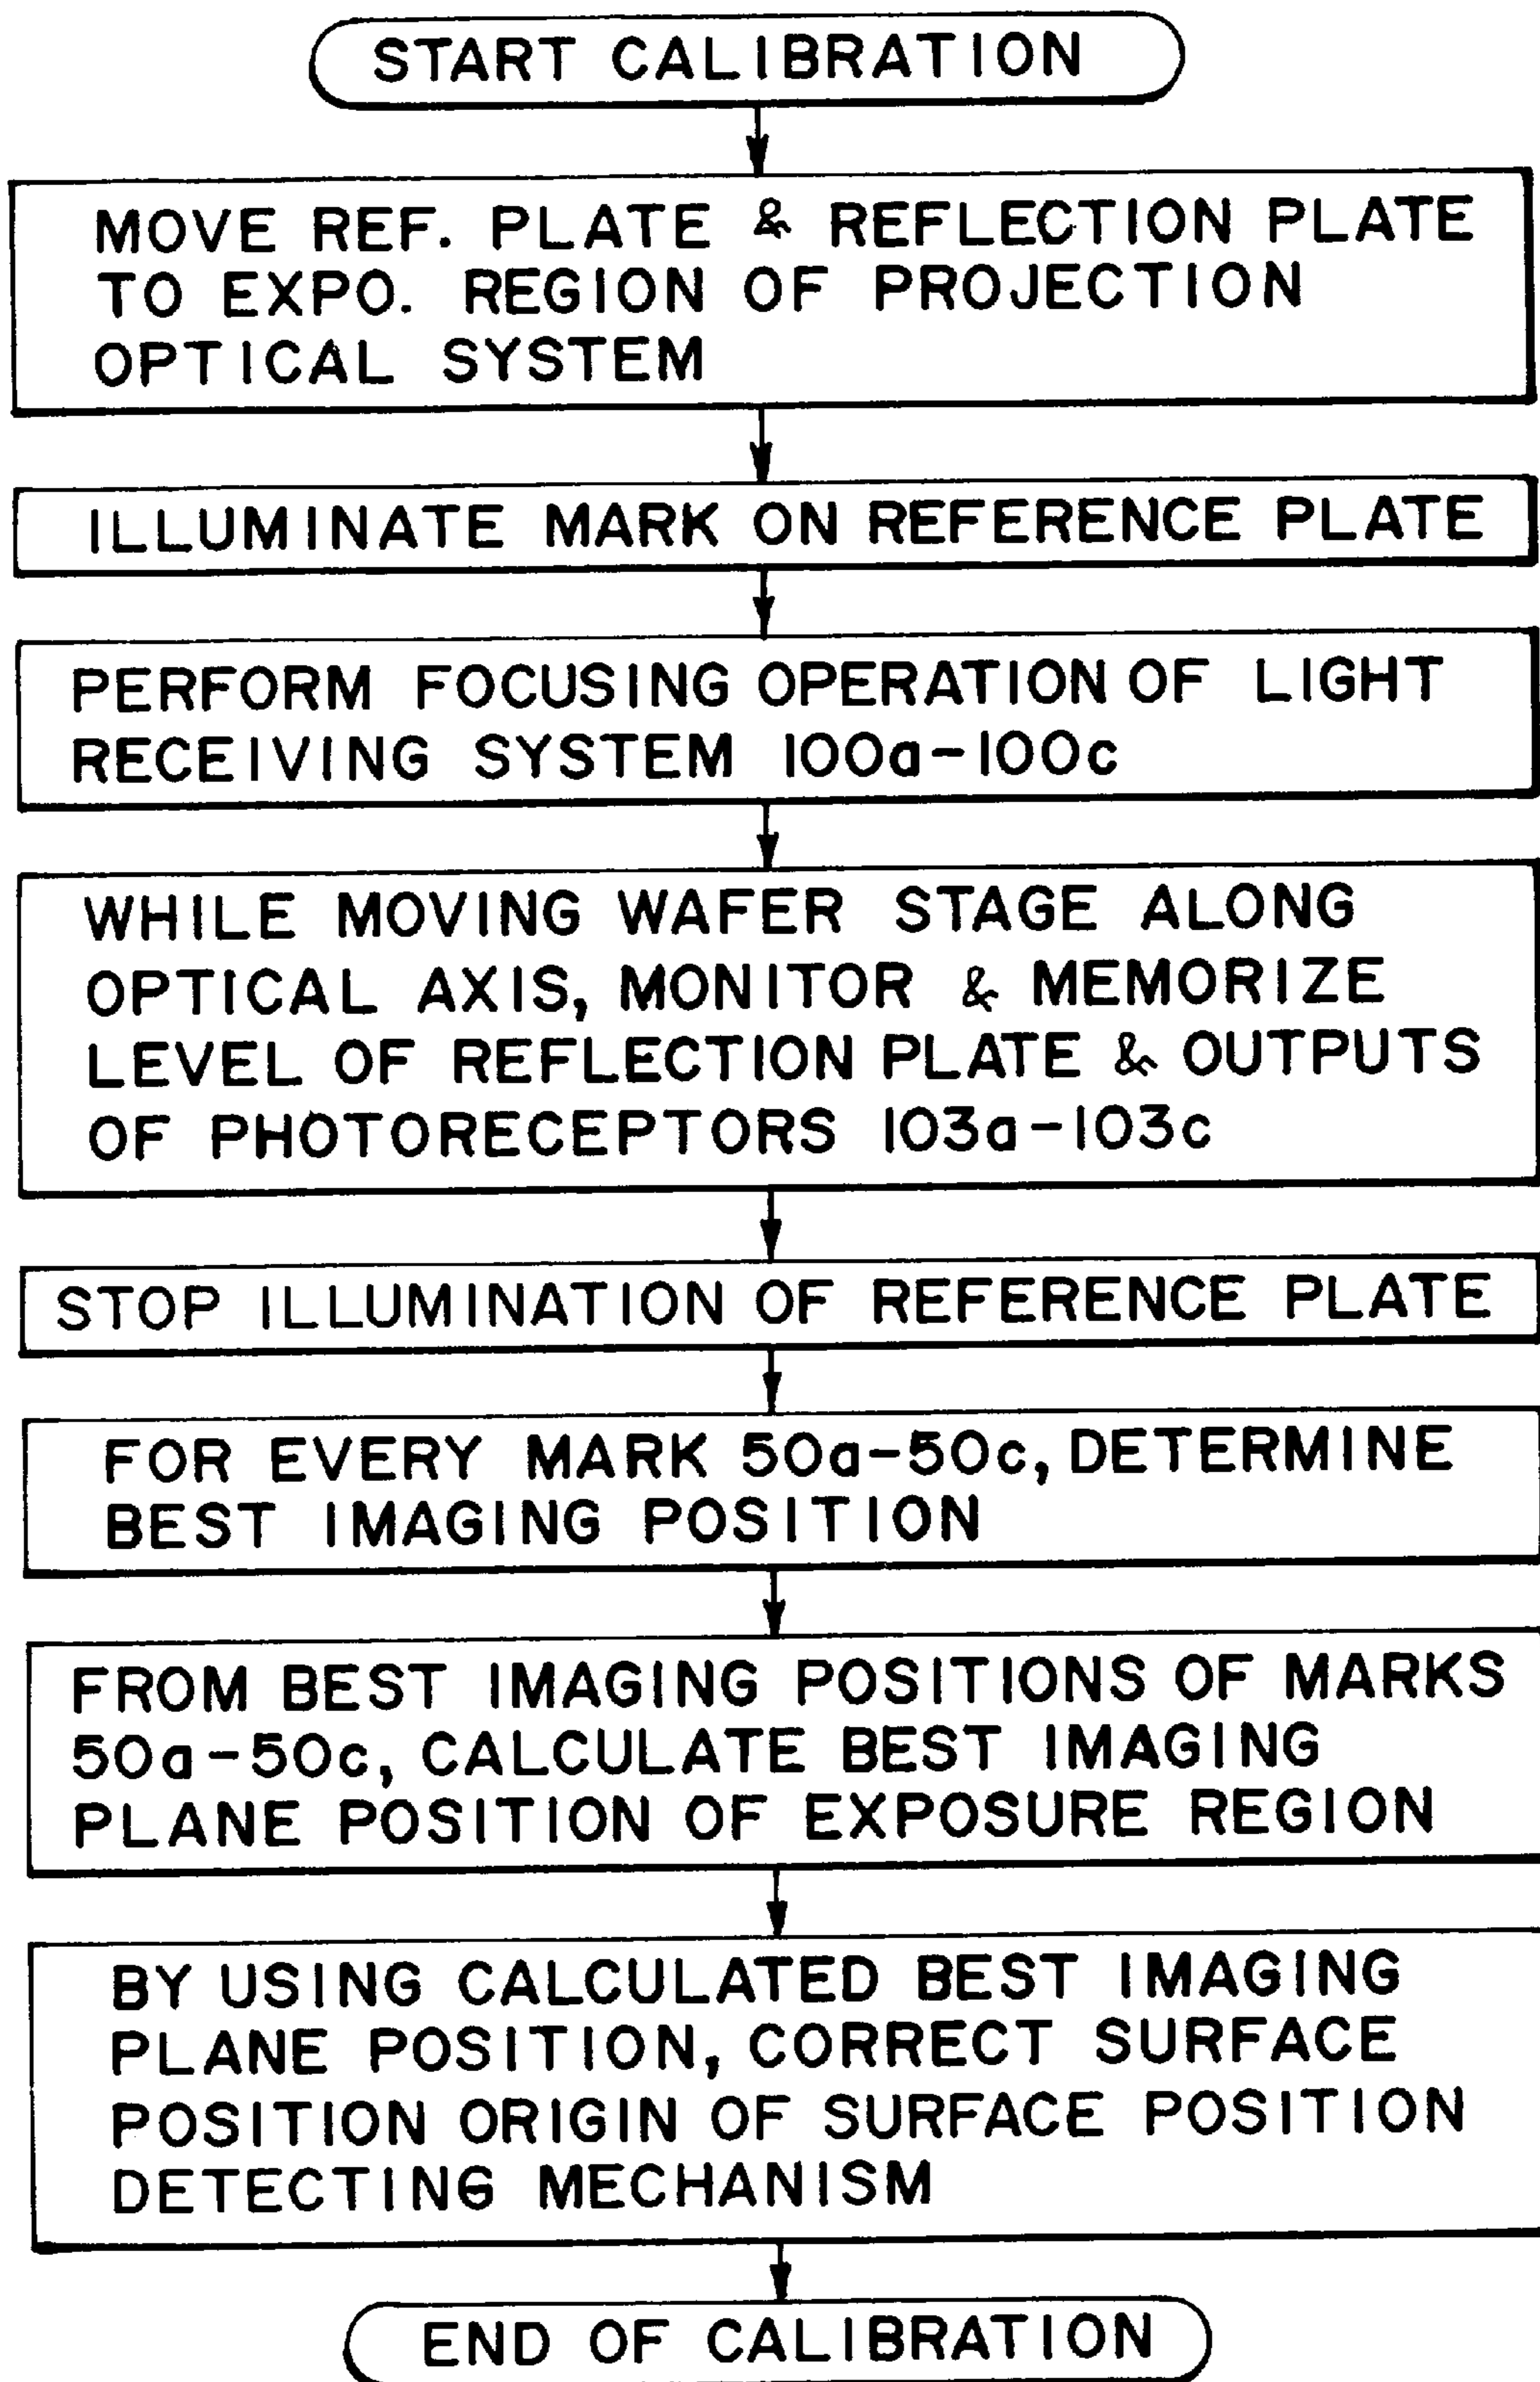 START CALIBRATION
MOVE REF. PLATE & REFLECTION PLATE
TO EXPO. REGION OF PROJECTION
OPTICAL SYSTEM
ILLUMINATE MARK ON REFERENCE PLATE
PERFORM FOCUSING OPERATION OF LIGHT
RECEIVING SYSTEM 100a-100c
WHILE MOVING WAFER STAGE ALONG
OPTICAL AXIS, MONITOR & MEMORIZE
LEVEL OF REFLECTION PLATE & OUTPUTS
OF PHOTORECEPTORS 103a-103c
STOP ILLUMINATION OF REFERENCE PLATE
FOR EVERY MARK 50a-50c, DETERMINE
BEST IMAGING POSITION
FROM BEST IMAGING POSITIONS OF MARKS
50a-50c, CALCULATE BEST IMAGING
PLANE POSITION OF EXPOSURE REGION
BY USING CALCULATED BEST IMAGING
PLANE POSITION, CORRECT SURFACE
POSITION ORIGIN OF SURFACE POSITION
DETECTING MECHANISM
END OF CALIBRATION